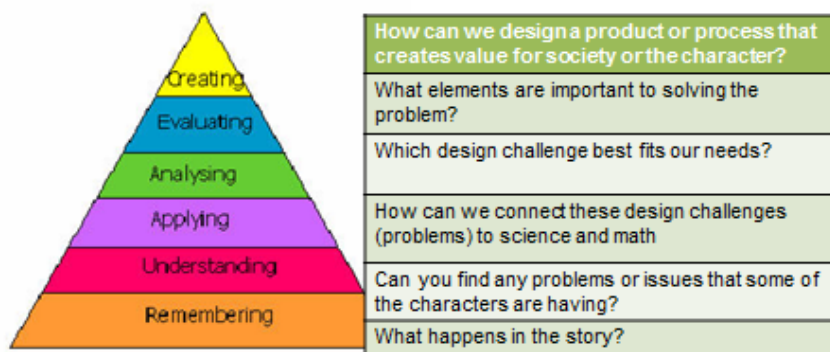 How can we design a product or process that
creates value for society or the character?
Creating
What elements are important to solving the
problem?
Evaluating
Which design challenge best fits our needs?
Analysing
How can we connect these design challenges
(problems) to science and math
Applying
Can you find any problems or issues that some of
the characters are having?
Understanding
What happens in the story?
Remembering